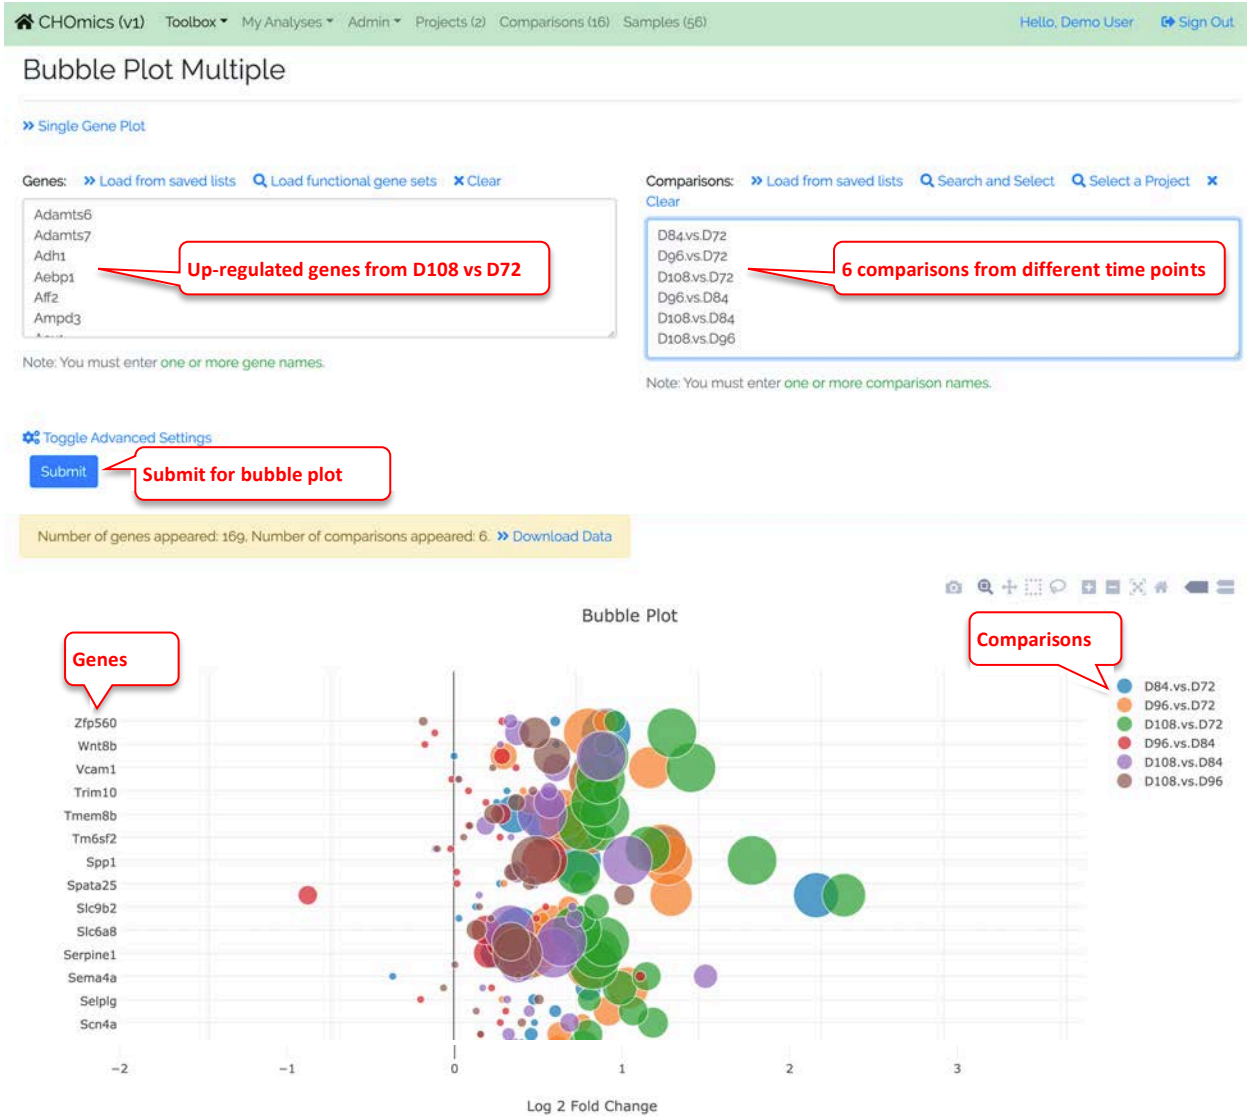 CHOmics (v1) Toolbox My Analyses Admin Projects (2) Comparisons (16) Samples (56) Hello, Demo User Sign Out
Bubble Plot Multiple
» Single Gene Plot
Genes: » Load from saved lists Load functional gene sets × Clear
Adamts6
Adamts7
Adh1
Aebp1
Aff2
Ampd3
Up-regulated genes from D108 vs D72
Note: You must enter one or more gene names.
Comparisons: » Load from saved lists Search and Select Select a Project ×
Clear
D84.vs.D72
D96.vs.D72
D108.vs.D72
D96.vs.D84
D108.vs.D84
D108.vs.D96
6 comparisons from different time points
Note: You must enter one or more comparison names.
Toggle Advanced Settings
Submit
Submit for bubble plot
Number of genes appeared: 169, Number of comparisons appeared: 6. » Download Data
Bubble Plot
Genes
Comparisons
D84.vs.D72
D96.vs.D72
D108.vs.D72
D96.vs.D84
D108.vs.D84
D108.vs.D96
Zfp560
Wnt8b
Vcam1
Trim10
Tmem8b
Tm6sf2
Spp1
Spata25
Slc9b2
Slc6a8
Serpine1
Sema4a
Selplg
Scn4a
−2 −1 0 1 2 3
Log 2 Fold Change